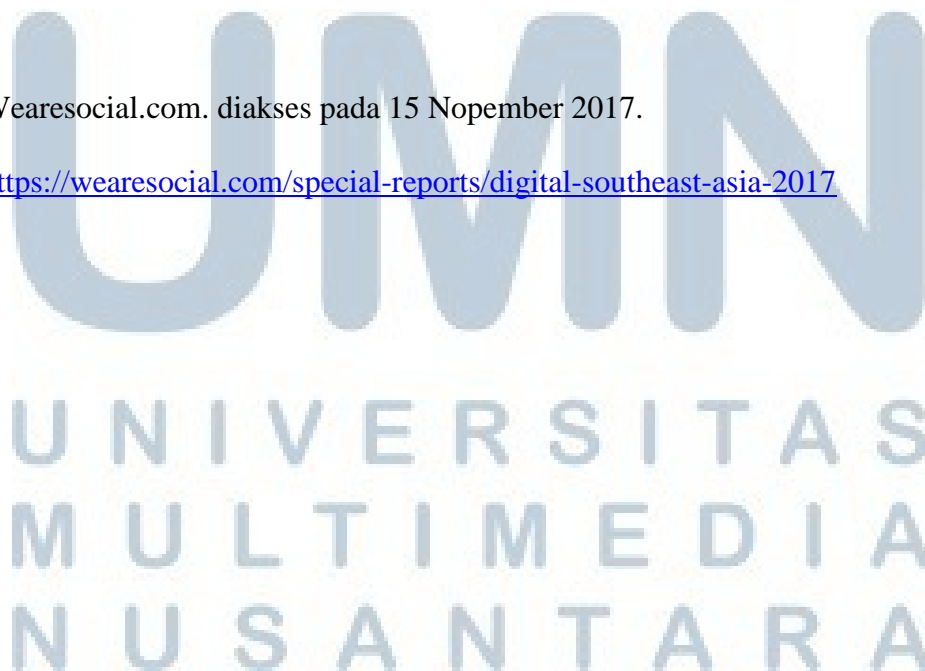 UMN
Wearesocial.com. diakses pada 15 Nopember 2017.
https://wearesocial.com/special-reports/digital-southeast-asia-2017
UNIVERSITAS
MULTIMEDIA
NUSANTARA